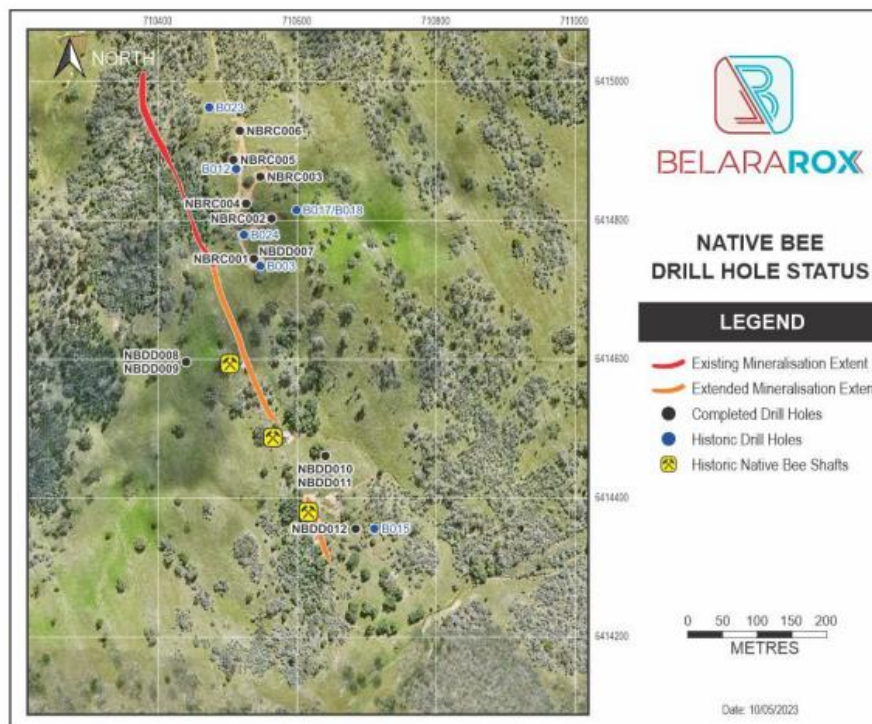 710400 710600 710800 711000
NORTH
6415000
6414800
6414600
6414400
6414200
B023
NBRC006
NBRC005
B012
NBRC003
NBRC004
B017/B018
NBRC002
B024
NBDD007
NBRC001
B003
NBDD008
NBDD009
NBDD010
NBDD011
NBDD012
B015
BELARAROX
NATIVE BEE
DRILL HOLE STATUS
LEGEND
Existing Mineralisation Extent
Extended Mineralisation Exten
Completed Drill Holes
Historic Drill Holes
Historic Native Bee Shafts
0 50 100 150 200
METRES
Date: 10/05/2023